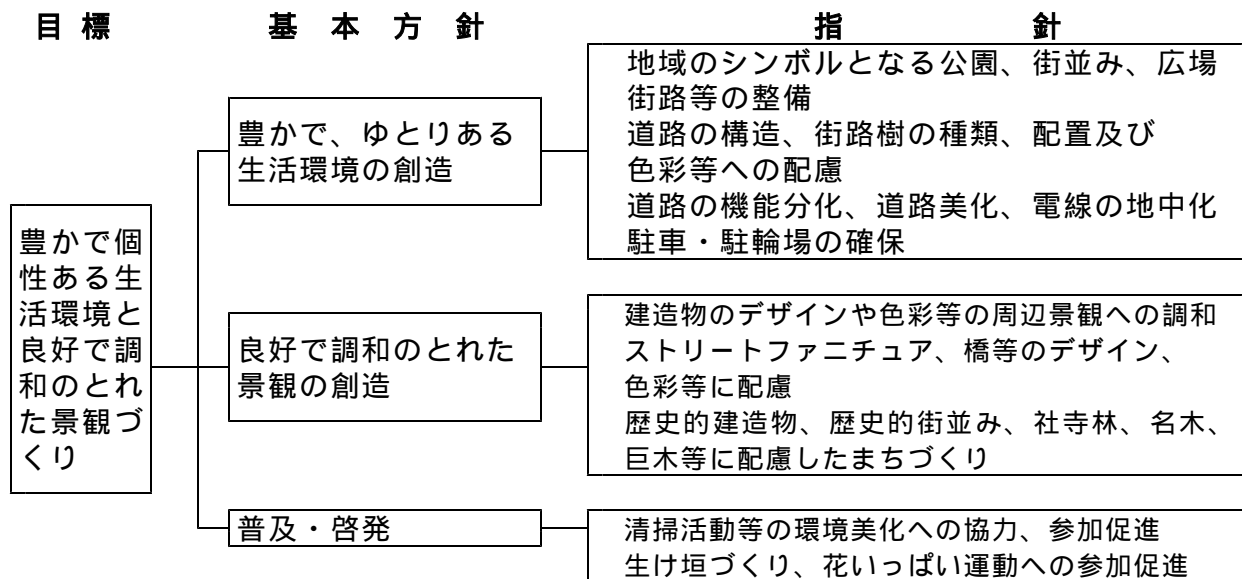 目標 基本方針 指針
豊かで個
性ある生
活環境と
良好で調
和のとれ
た景観づ
くり
豊かで、ゆとりある
生活環境の創造
地域のシンボルとなる公園、街並み、広場
街路等の整備
道路の構造、街路樹の種類、配置及び
色彩等への配慮
道路の機能分化、道路美化、電線の地中化
駐車・駐輪場の確保
良好で調和のとれた
景観の創造
建造物のデザインや色彩等の周辺景観への調和
ストリートファニチュア、橋等のデザイン、
色彩等に配慮
歴史的建造物、歴史的街並み、社寺林、名木、
巨木等に配慮したまちづくり
普及・啓発
清掃活動等の環境美化への協力、参加促進
生け垣づくり、花いっぱい運動への参加促進